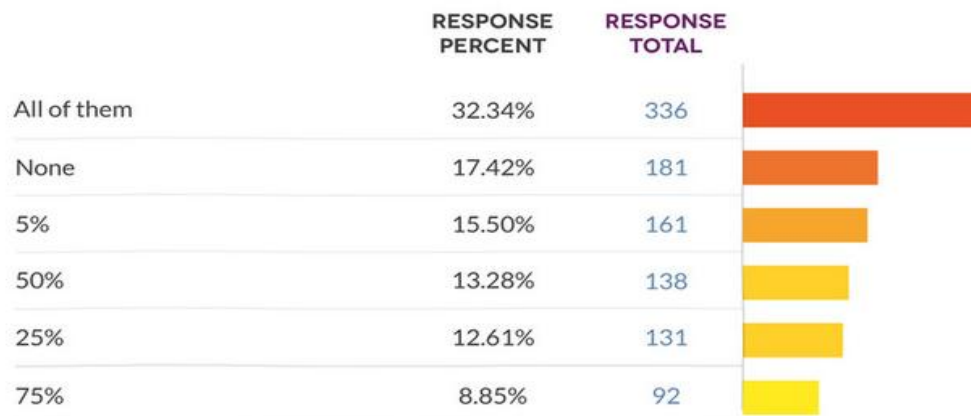 RESPONSE PERCENT RESPONSE TOTAL
All of them 32.34% 336
None 17.42% 181
5% 15.50% 161
50% 13.28% 138
25% 12.61% 131
75% 8.85% 92